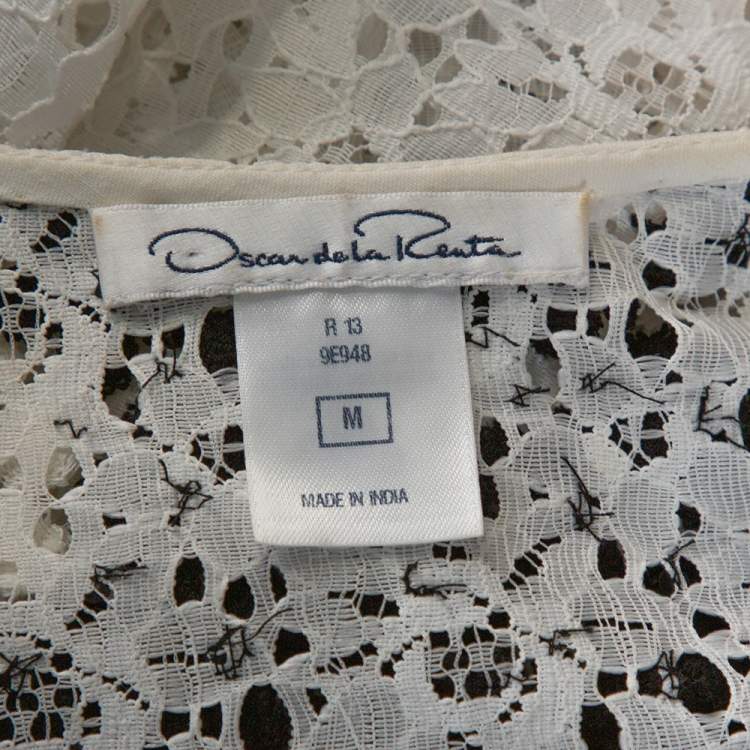 Oscar de la Renta
R 13
9E948
M
MADE IN INDIA